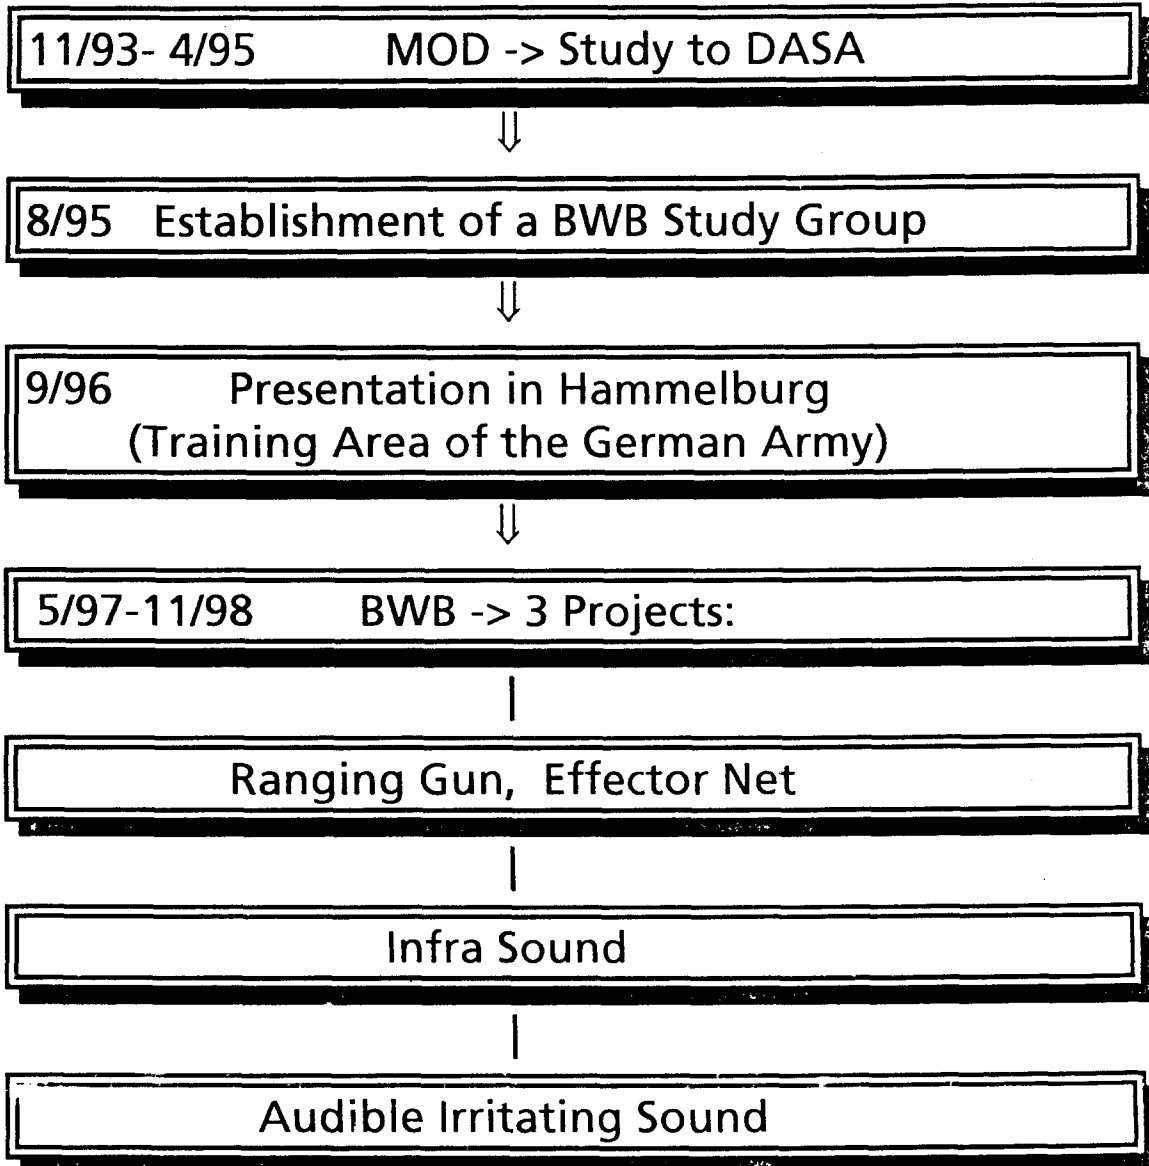 11/93- 4/95 MOD -> Study to DASA
⇓
8/95 Establishment of a BWB Study Group
⇓
9/96 Presentation in Hammelburg
(Training Area of the German Army)
⇓
5/97-11/98 BWB -> 3 Projects:
Ranging Gun, Effector Net
Infra Sound
Audible Irritating Sound